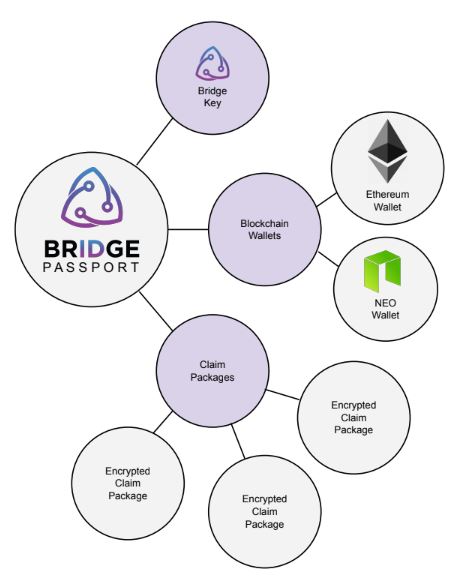 Bridge
Key
BRIDGE
PASSPORT
Blockchain
Wallets
Ethereum
Wallet
NEO
Wallet
Claim
Packages
Encrypted
Claim
Package
Encrypted
Claim
Package
Encrypted
Claim
Package